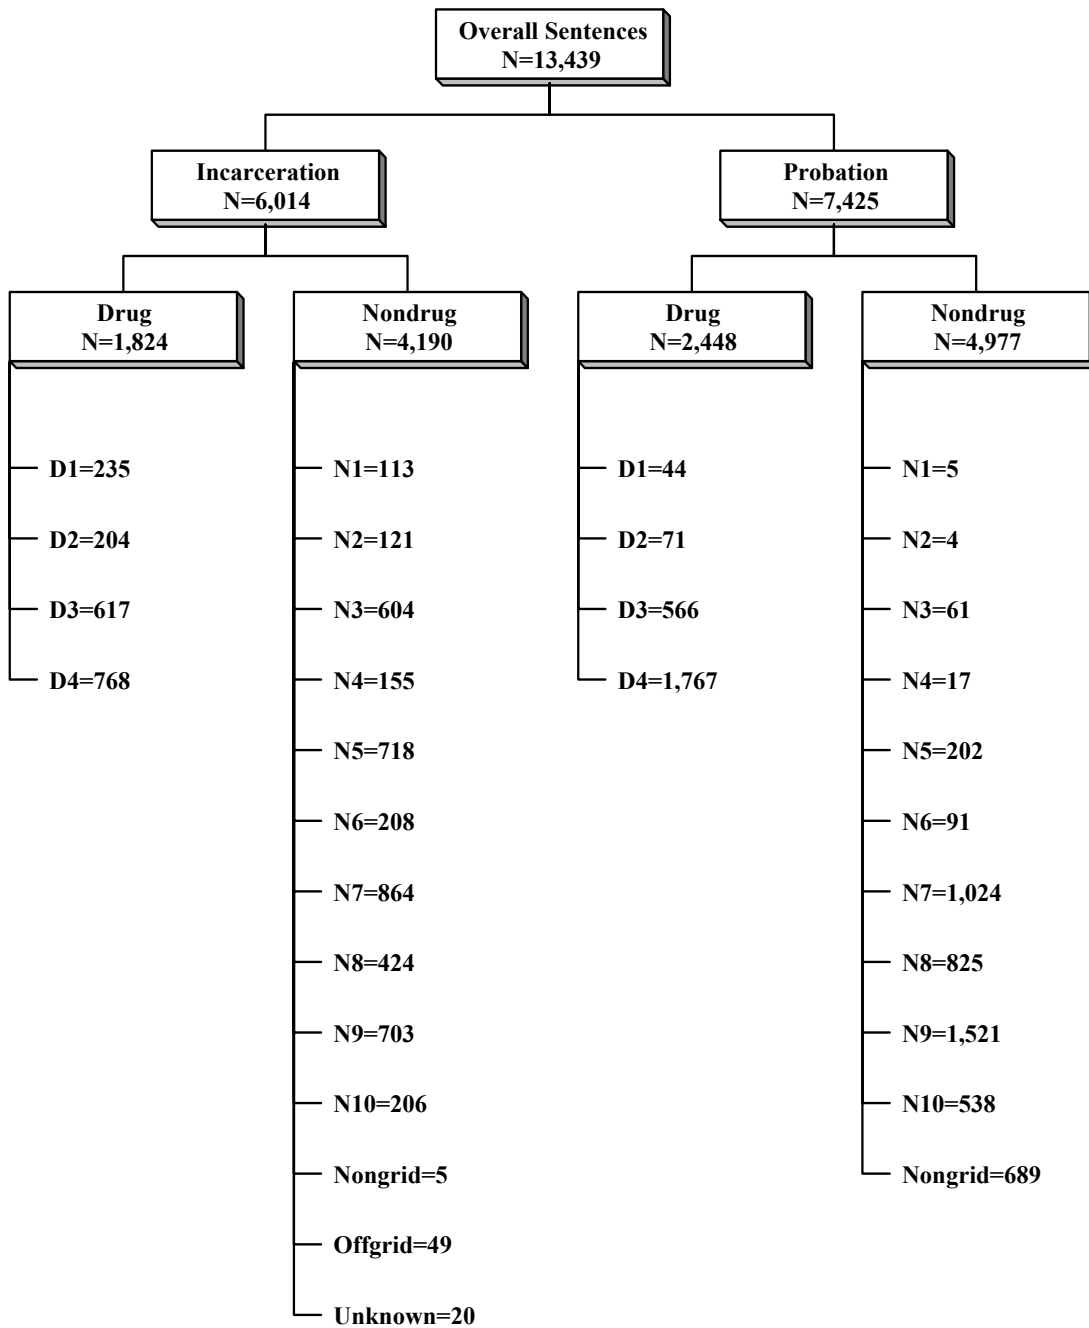 Overall Sentences
N=13,439
Incarceration
N=6,014
Probation
N=7,425
Drug
N=1,824
Nondrug
N=4,190
Drug
N=2,448
Nondrug
N=4,977
D1=235
D2=204
D3=617
D4=768
N1=113
N2=121
N3=604
N4=155
N5=718
N6=208
N7=864
N8=424
N9=703
N10=206
Nongrid=5
Offgrid=49
Unknown=20
D1=44
D2=71
D3=566
D4=1,767
N1=5
N2=4
N3=61
N4=17
N5=202
N6=91
N7=1,024
N8=825
N9=1,521
N10=538
Nongrid=689